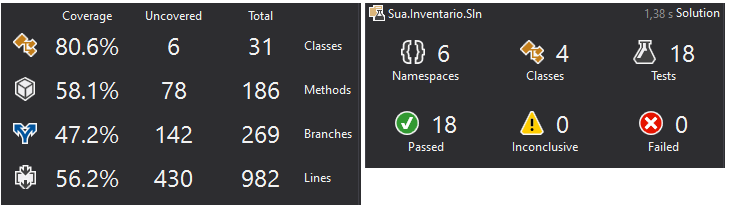 Coverage Uncovered Total
80.6% 6 31 Classes
58.1% 78 186 Methods
47.2% 142 269 Branches
56.2% 430 982 Lines
Sua.Inventario.Sln 1,38 s Solution
6 4 18
Namespaces Classes Tests
18 0 0
Passed Inconclusive Failed